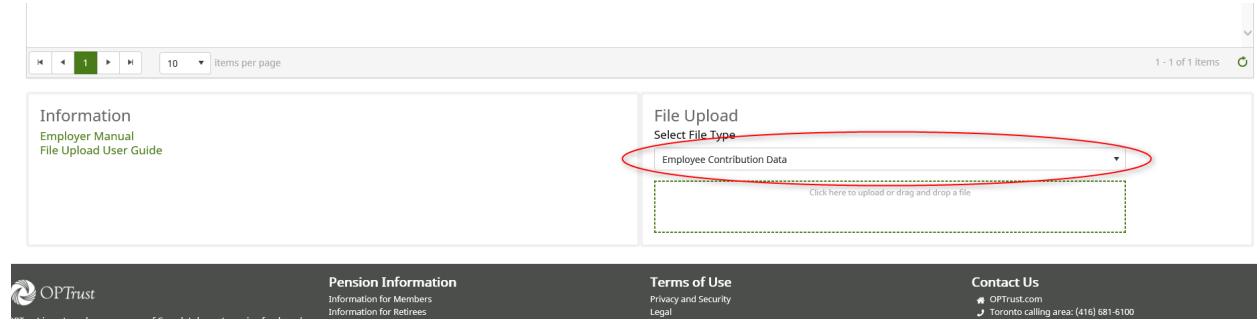 1
10
items per page
1 - 1 of 1 items
Information
Employer Manual
File Upload User Guide
File Upload
Select File Type
Employee Contribution Data
Click here to upload or drag and drop a file
OPTrust
Pension Information
Information for Members
Information for Retirees
Terms of Use
Privacy and Security
Legal
Contact Us
OPTrust.com
Toronto calling area: (416) 681-6100